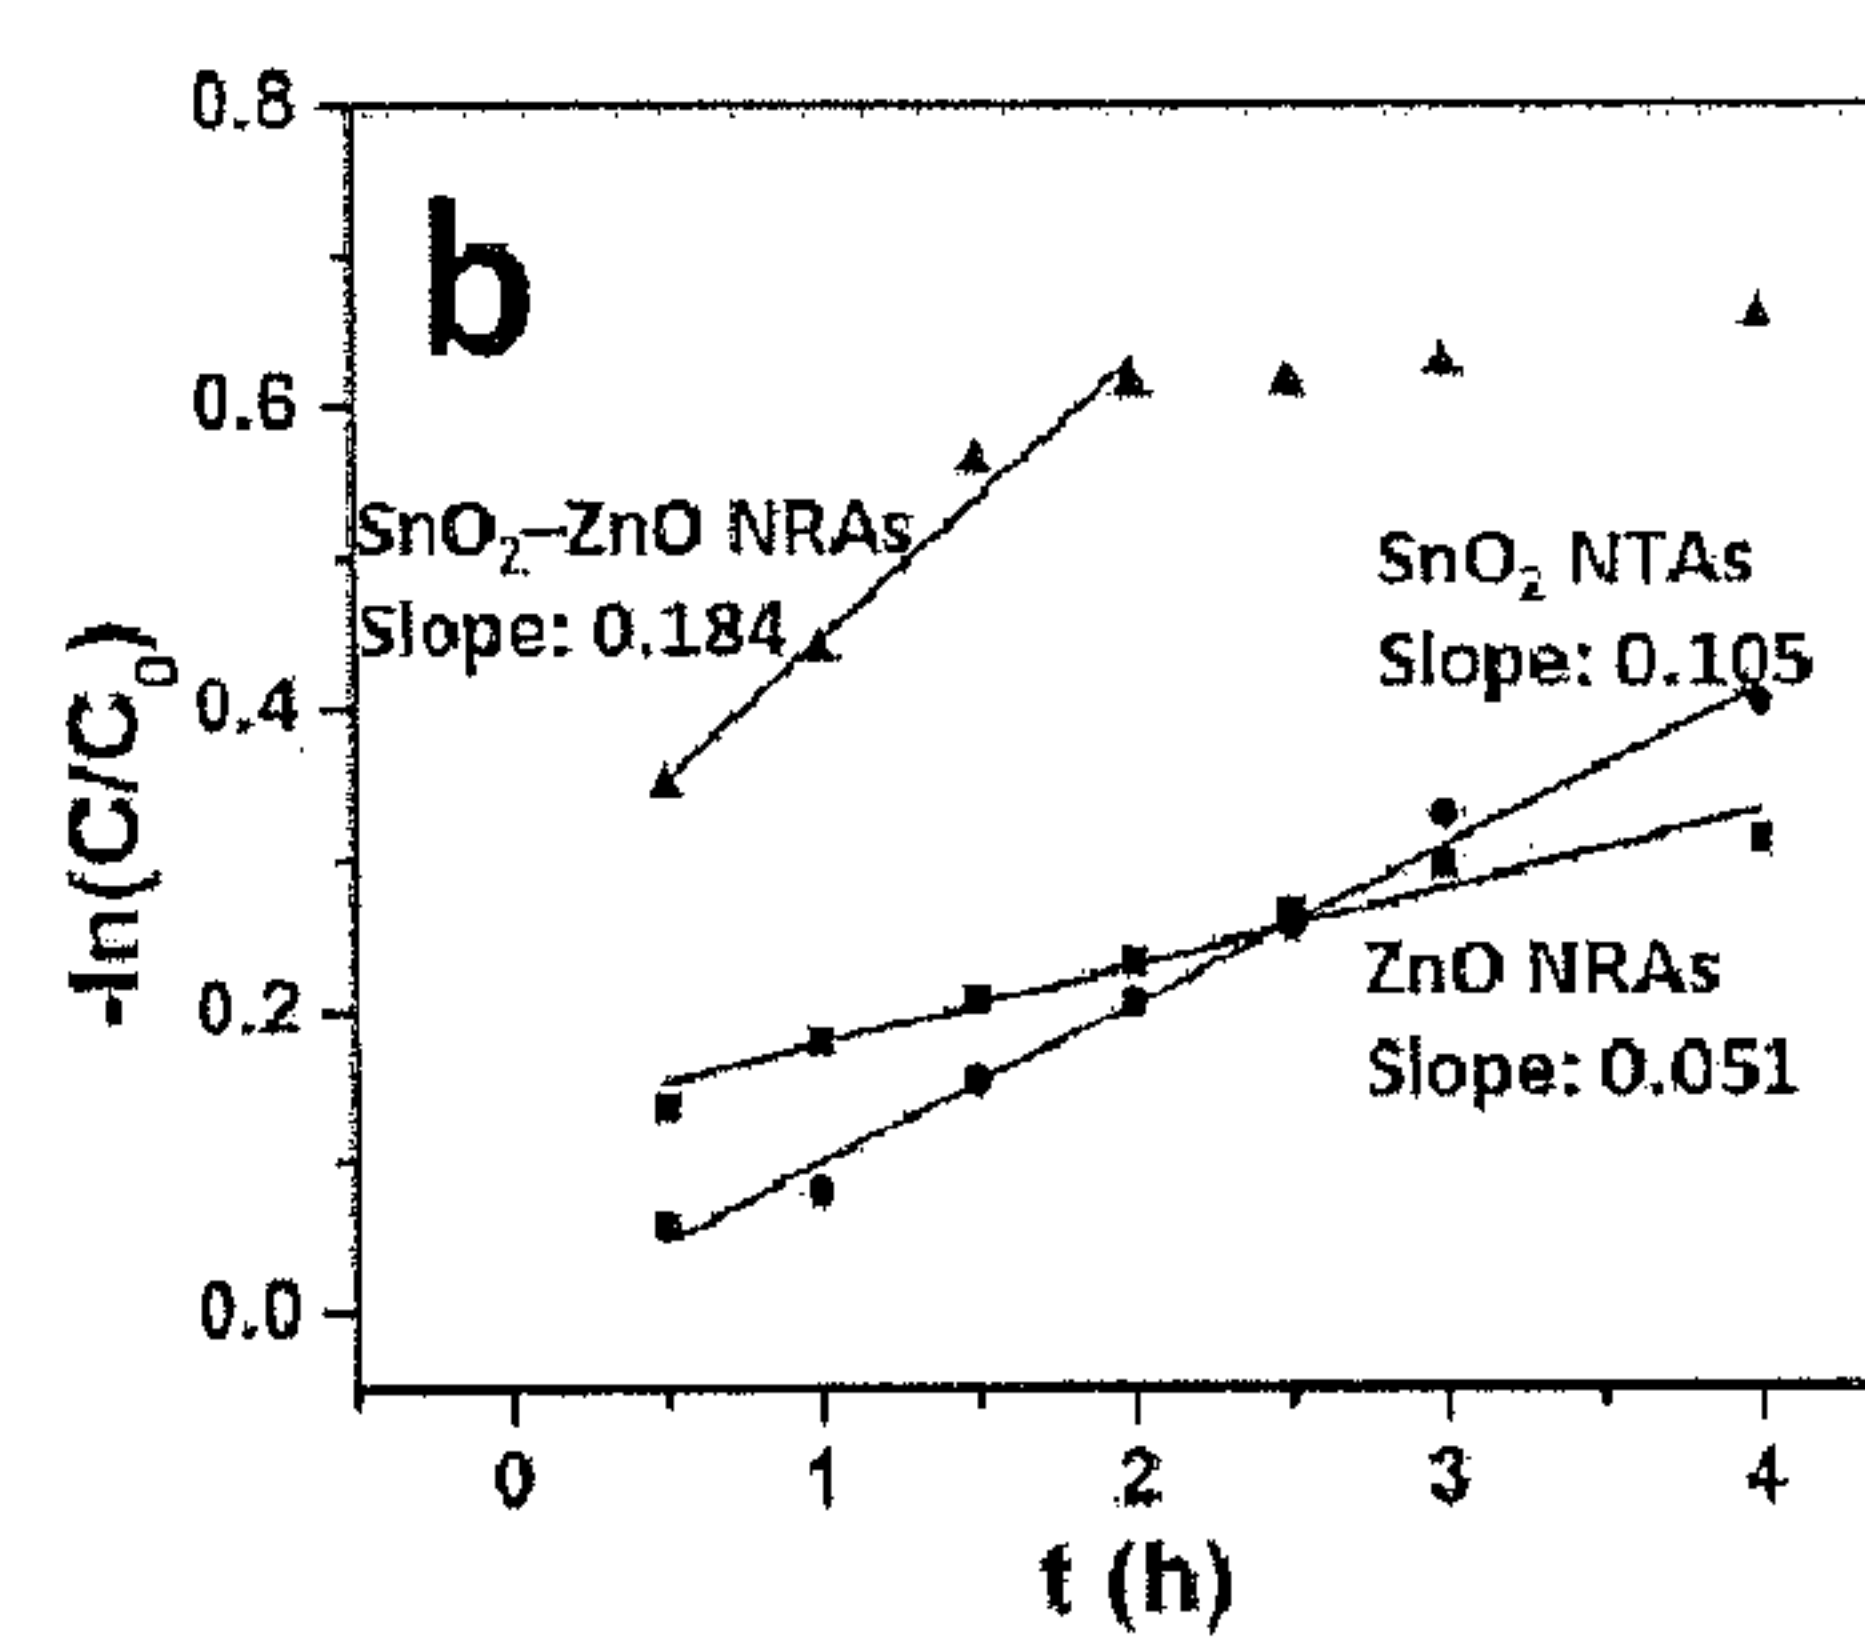 b
0.8
0.6
0.4
0.2
0.0
-ln(C/C₀)
SnO₂–ZnO NRAs
Slope: 0.184
SnO₂ NTAs
Slope: 0.105
ZnO NRAs
Slope: 0.051
0 1 2 3 4
t (h)